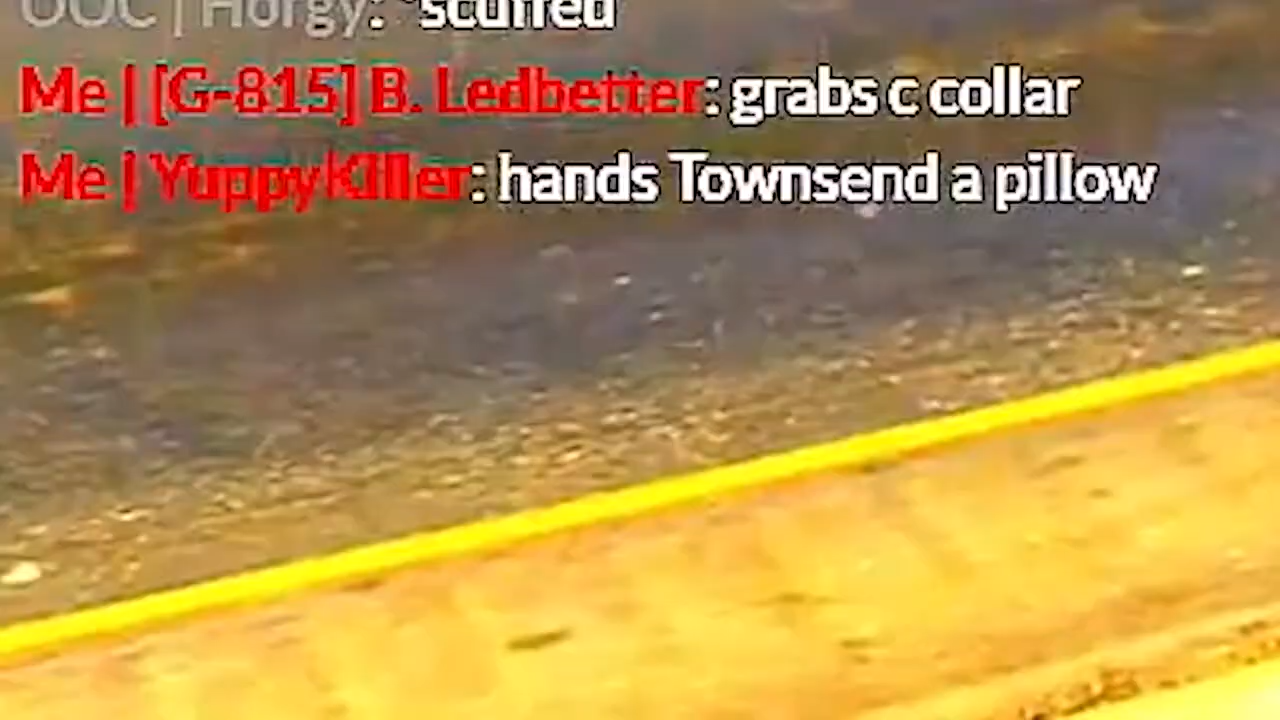 OOC | Horgy: *scuffed
Me | [G-815] B. Ledbetter: grabs c collar
Me | YuppyKiller: hands Townsend a pillow